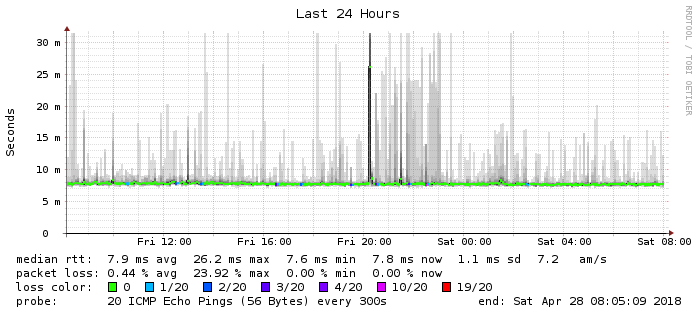 Last 24 Hours
RRDTOOL / TOBI OETIKER
Seconds
30 m
25 m
20 m
15 m
10 m
5 m
0
Fri 12:00 Fri 16:00 Fri 20:00 Sat 00:00 Sat 04:00 Sat 08:00
median rtt: 7.9 ms avg 26.2 ms max 7.6 ms min 7.8 ms now 1.1 ms sd 7.2 am/s
packet loss: 0.44 % avg 23.92 % max 0.00 % min 0.00 % now
loss color: 0 1/20 2/20 3/20 4/20 10/20 19/20
probe: 20 ICMP Echo Pings (56 Bytes) every 300s end: Sat Apr 28 08:05:09 2018